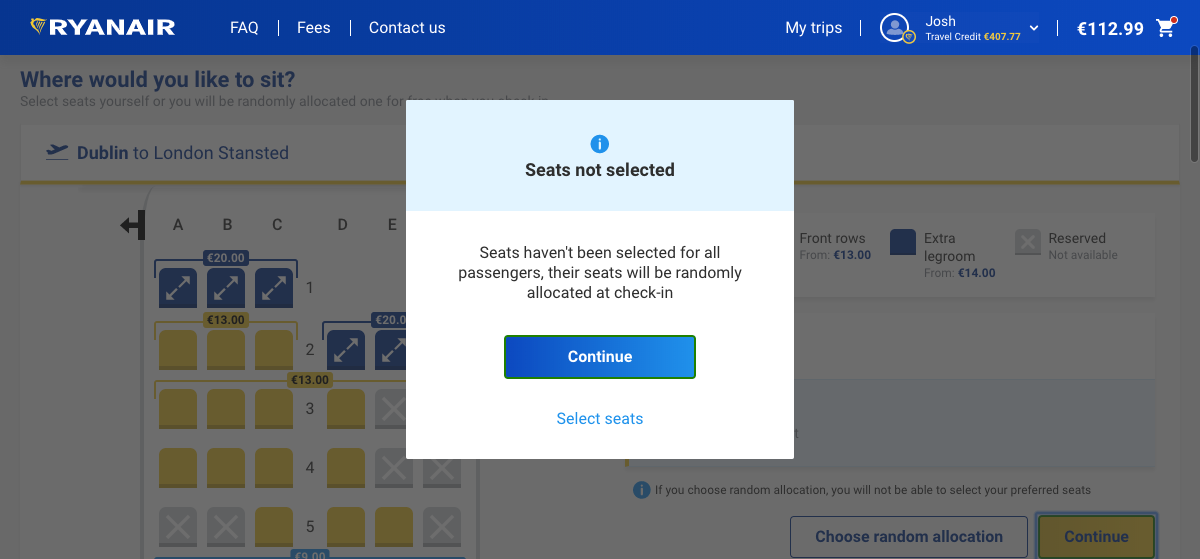 RYANAIR
FAQ
Fees
Contact us
My trips
Josh
Travel Credit €407.77
€112.99
Where would you like to sit?
Select seats yourself or you will be randomly allocated one for free when you check-in
Dublin to London Stansted
Seats not selected
Seats haven't been selected for all
passengers, their seats will be randomly
allocated at check-in
Continue
Select seats
A B C D E
€20.00
1
€13.00
€20.0
2
€13.00
3
4
5
€9.00
Front rows
From: €13.00
Extra
legroom
From: €14.00
Reserved
Not available
If you choose random allocation, you will not be able to select your preferred seats
Choose random allocation
Continue